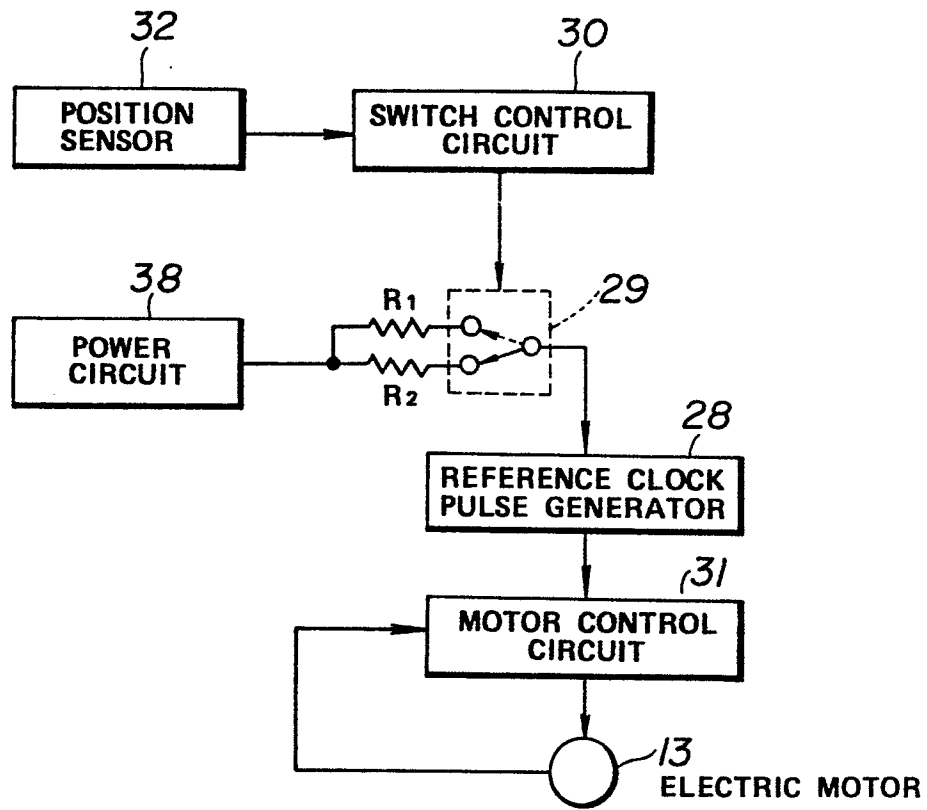 32
POSITION
SENSOR
30
SWITCH CONTROL
CIRCUIT
38
POWER
CIRCUIT
R1
R2
29
28
REFERENCE CLOCK
PULSE GENERATOR
31
MOTOR CONTROL
CIRCUIT
13
ELECTRIC MOTOR